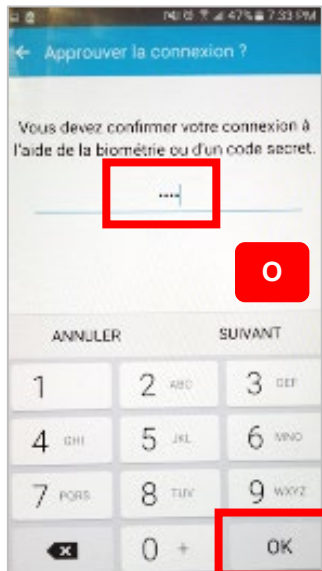 47% 7:33 PM
← Approuver la connexion ?
Vous devez confirmer votre connexion à
l'aide de la biométrie ou d'un code secret.
····
O
ANNULER SUIVANT
1 2 ABC 3 DEF
4 GHI 5 JKL 6 MNO
7 PQRS 8 TUV 9 WXYZ
0 + OK